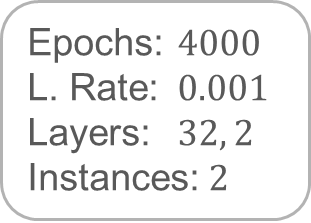 Epochs: 4000
L. Rate: 0.001
Layers: 32, 2
Instances: 2